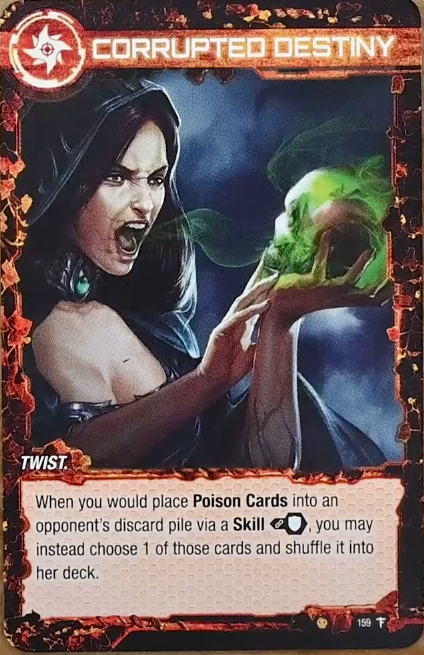 CORRUPTED DESTINY
TWIST.
When you would place Poison Cards into an
opponent's discard pile via a Skill , you may
instead choose 1 of those cards and shuffle it into
her deck.
159